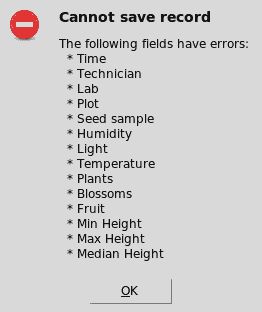 Cannot save record
The following fields have errors:
* Time
* Technician
* Lab
* Plot
* Seed sample
* Humidity
* Light
* Temperature
* Plants
* Blossoms
* Fruit
* Min Height
* Max Height
* Median Height
OK